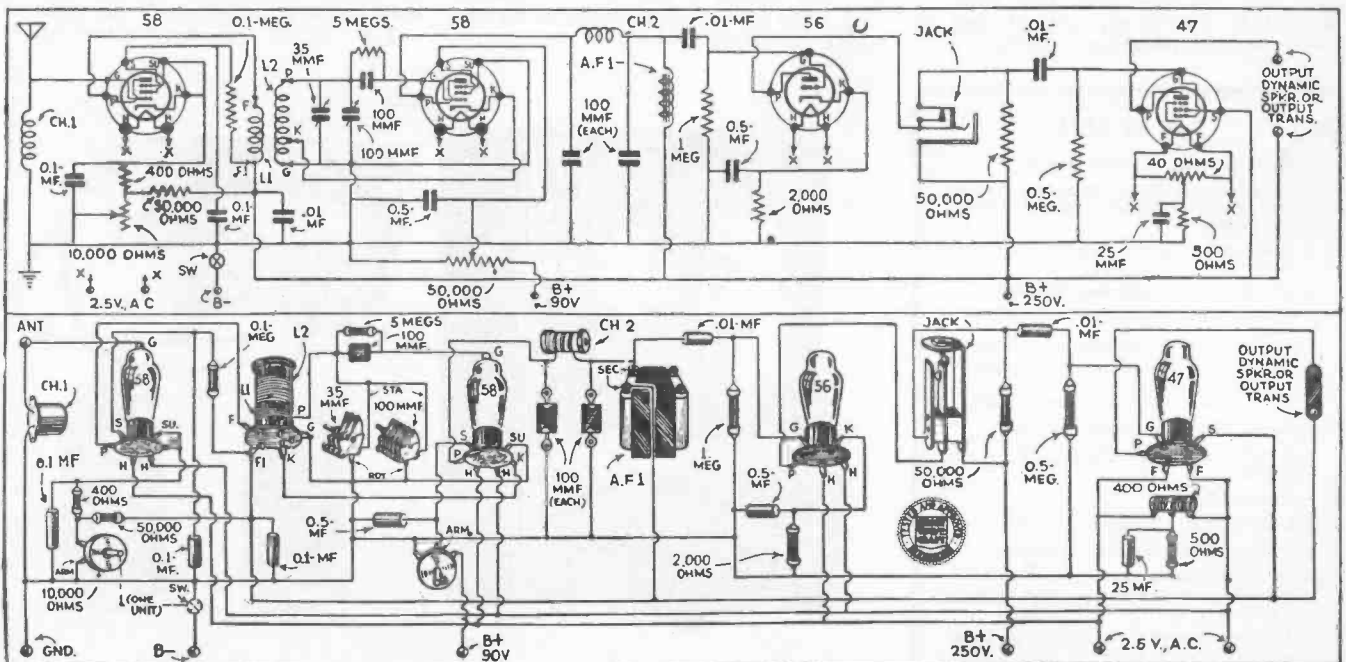 58
0.1-MEG.
5 MEGS.
58
CH.2
.01-MF
56
JACK
.01-
MF.
47
L2
35
MMF
P
A.F1
CH.1
G
S
SU
P
K
H
H
X
X
F
F1
L1
K
G
100
MMF
100 MMF
G
S
SU
P
K
H
H
X
X
100
MMF
(EACH)
1
MEG
0.5-
MF
G
P
K
H
H
X
X
G
P
S
F
F
OUTPUT
DYNAMIC
SPKR. OR
OUTPUT
TRANS.
0.1-
MF.
400 OHMS
50,000
OHMS
0.1-
MF
.01
MF
0.5-
MF.
2,000
OHMS
50,000
OHMS
0.5-
MEG.
40 OHMS
X
X
25
MMF
500
OHMS
10,000 OHMS
X
X
2.5V., A C
SW
B-
50,000
OHMS
B+
90V
B+
250V.
ANT
CH.1
G
58
S
SU.
P
H
H
0.1-
MEG
L2
L1
F
P
G
F1
K
5 MEGS
100
MMF.
35
MMF
STA
100MMF
ROT
G
58
S
SU
P
K
H
H
CH 2
SEC.
100
MMF
(EACH)
A.F1
.01-MF
1
MEG
56
G
K
P
H
H
JACK
.01-
MF
50,000
OHMS
0.5-
MEG.
47
G
S
P
F
F
OUTPUT
DYNAMIC
SPKR. OR
OUTPUT
TRANS
0.1 MF
400
OHMS
50,000
OHMS
0.1-
MF.
0.1-MF
0.5-
MF
ARM
0.5-
MF
2,000
OHMS
400 OHMS
500
OHMS
25 MF.
ARM
10,000
OHMS
(ONE
UNIT)
SW.
GND.
B-
B+
90V
B+
250V.
2.5 V., A.C.